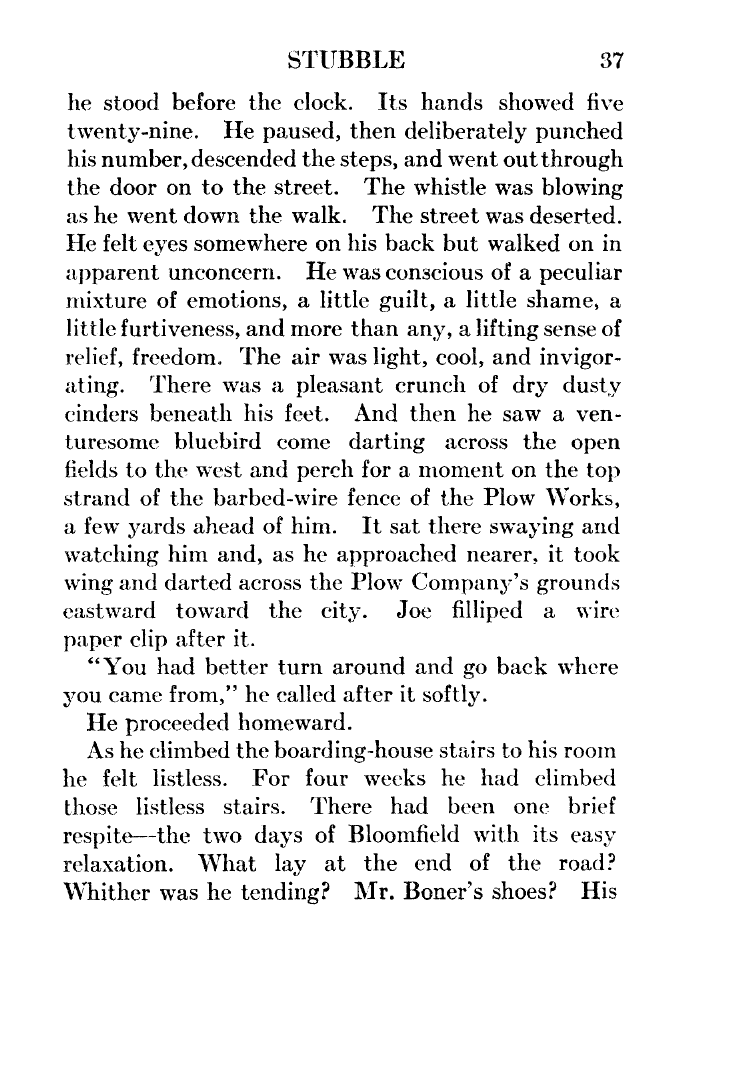 STUBBLE 37
he stood before the clock. Its hands showed five
twenty-nine. He paused, then deliberately punched
his number, descended the steps, and went out through
the door on to the street. The whistle was blowing
as he went down the walk. The street was deserted.
He felt eyes somewhere on his back but walked on in
apparent unconcern. He was conscious of a peculiar
mixture of emotions, a little guilt, a little shame, a
little furtiveness, and more than any, a lifting sense of
relief, freedom. The air was light, cool, and invigor-
ating. There was a pleasant crunch of dry dusty
cinders beneath his feet. And then he saw a ven-
turesome bluebird come darting across the open
fields to the west and perch for a moment on the top
strand of the barbed-wire fence of the Plow Works,
a few yards ahead of him. It sat there swaying and
watching him and, as he approached nearer, it took
wing and darted across the Plow Company's grounds
eastward toward the city. Joe filliped a wire
paper clip after it.
"You had better turn around and go back where
you came from," he called after it softly.
He proceeded homeward.
As he climbed the boarding-house stairs to his room
he felt listless. For four weeks he had climbed
those listless stairs. There had been one brief
respite—the two days of Bloomfield with its easy
relaxation. What lay at the end of the road?
Whither was he tending? Mr. Boner's shoes? His